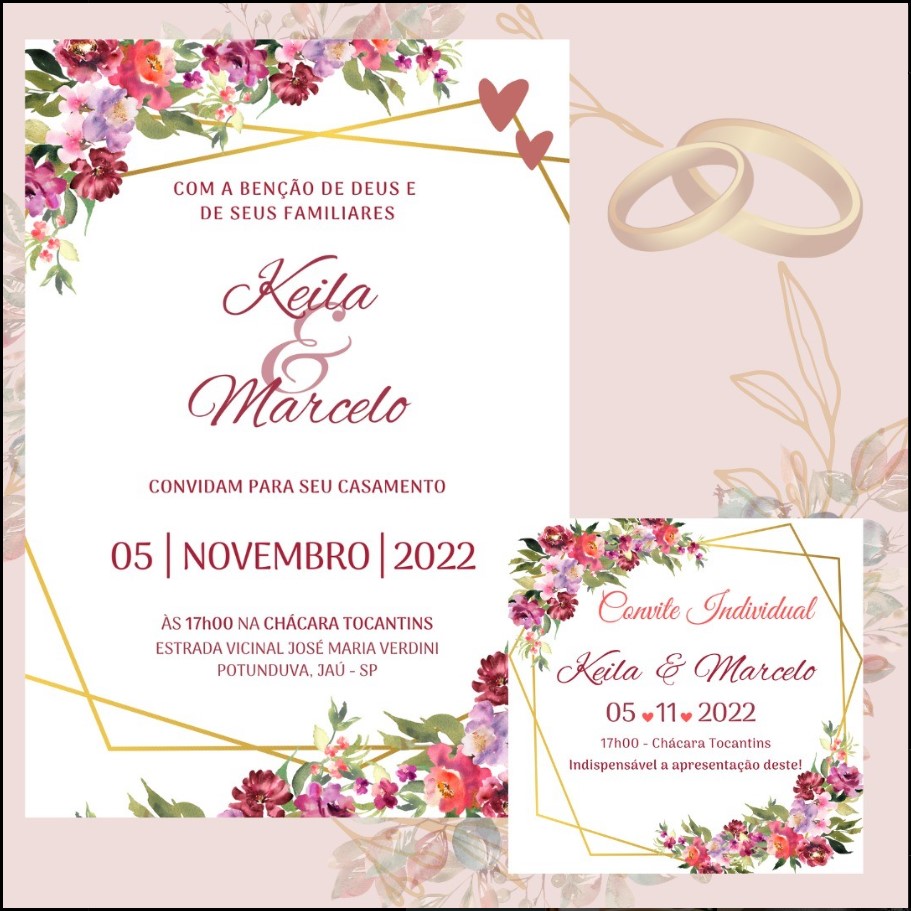 COM A BENÇÃO DE DEUS E
DE SEUS FAMILIARES
Keila
&
Marcelo
CONVIDAM PARA SEU CASAMENTO
05 | NOVEMBRO | 2022
ÀS 17h00 NA CHÁCARA TOCANTINS
ESTRADA VICINAL JOSÉ MARIA VERDINI
POTUNDUVA, JAÚ - SP
Convite Individual
Keila & Marcelo
05 ♥ 11 ♥ 2022
17h00 - Chácara Tocantins
Indispensável a apresentação deste!